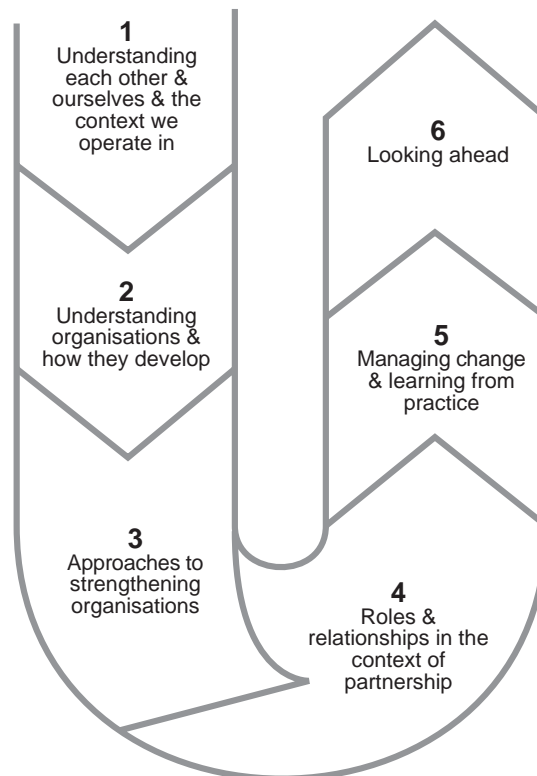 1
Understanding
each other &
ourselves & the
context we
operate in
2
Understanding
organisations &
how they develop
3
Approaches to
strengthening
organisations
4
Roles &
relationships in the
context of
partnership
5
Managing change
& learning from
practice
6
Looking ahead